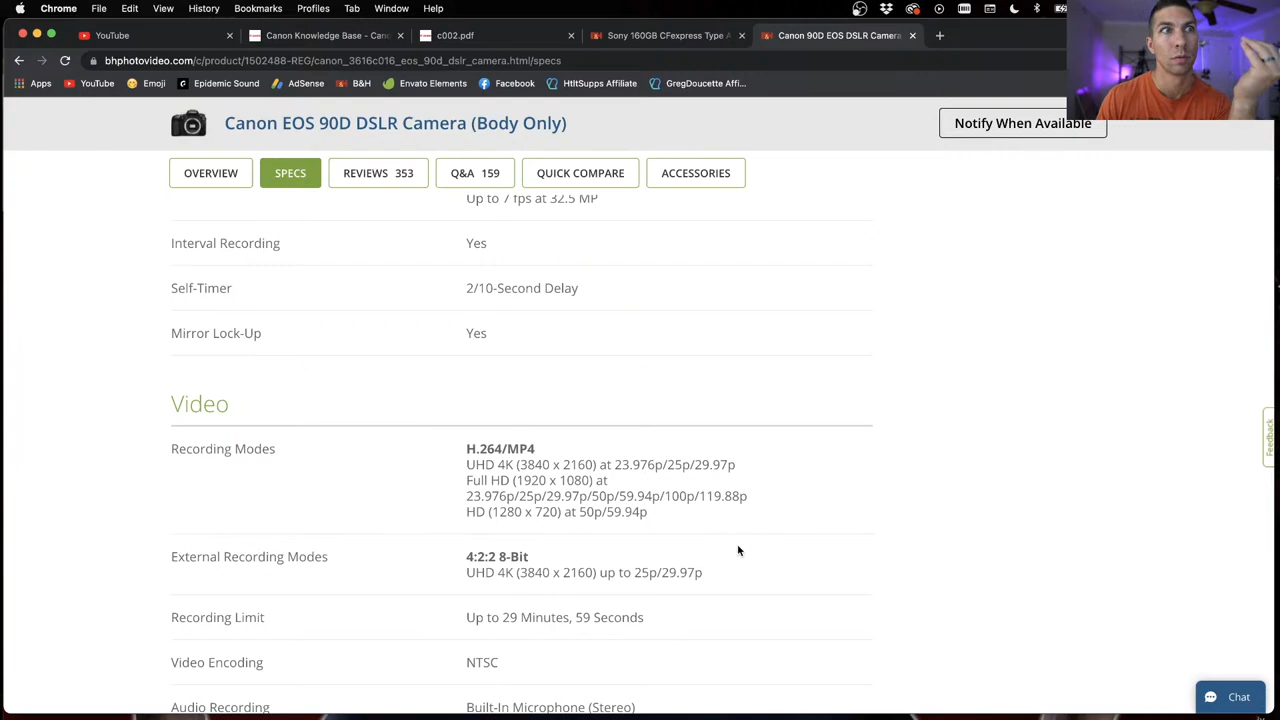 Chrome File Edit View History Bookmarks Profiles Tab Window Help
YouTube
Canon Knowledge Base - Canc
c002.pdf
Sony 160GB CFexpress Type A
Canon 90D EOS DSLR Camera
bhphotovideo.com/c/product/1502488-REG/canon_3616c016_eos_90d_dslr_camera.html/specs
Apps YouTube Emoji Epidemic Sound AdSense B&H Envato Elements Facebook HtltSupps Affiliate GregDoucette Affi...
Canon EOS 90D DSLR Camera (Body Only)
Notify When Available
OVERVIEW SPECS REVIEWS 353 Q&A 159 QUICK COMPARE ACCESSORIES
Up to 7 fps at 32.5 MP
Interval Recording Yes
Self-Timer 2/10-Second Delay
Mirror Lock-Up Yes
Video
Recording Modes H.264/MP4
UHD 4K (3840 x 2160) at 23.976p/25p/29.97p
Full HD (1920 x 1080) at
23.976p/25p/29.97p/50p/59.94p/100p/119.88p
HD (1280 x 720) at 50p/59.94p
External Recording Modes 4:2:2 8-Bit
UHD 4K (3840 x 2160) up to 25p/29.97p
Recording Limit Up to 29 Minutes, 59 Seconds
Video Encoding NTSC
Audio Recording Built-In Microphone (Stereo)
Feedback
Chat